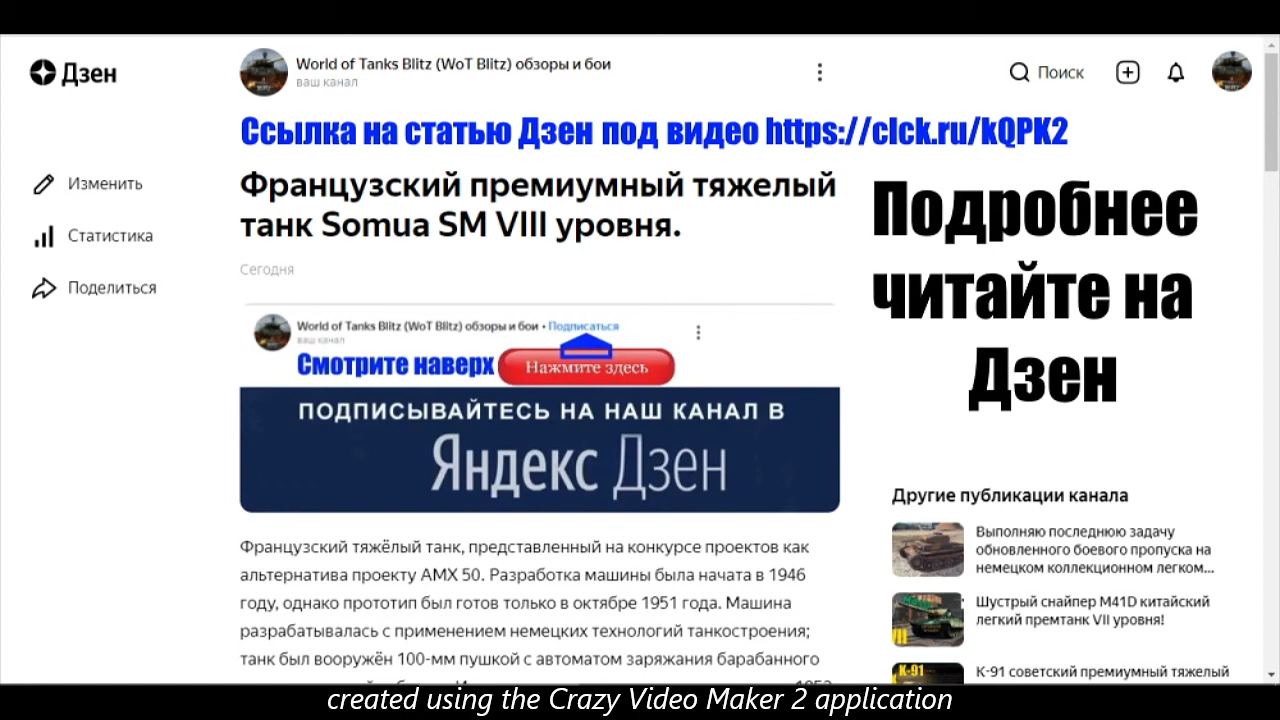 Дзен
World of Tanks Blitz (WoT Blitz) обзоры и бои
ваш канал
Поиск
Ссылка на статью Дзен под видео https://clck.ru/kQPK2
Изменить
Статистика
Поделиться
Французский премиумный тяжелый
танк Somua SM VIII уровня.
Сегодня
Подробнее
читайте на
Дзен
World of Tanks Blitz (WoT Blitz) обзоры и бои • Подписаться
ваш канал
Смотрите наверх
Нажмите здесь
ПОДПИСЫВАЙТЕСЬ НА НАШ КАНАЛ В
Яндекс Дзен
Французский тяжёлый танк, представленный на конкурсе проектов как
альтернатива проекту AMX 50. Разработка машины была начата в 1946
году, однако прототип был готов только в октябре 1951 года. Машина
разрабатывалась с применением немецких технологий танкостроения;
танк был вооружён 100-мм пушкой с автоматом заряжания барабанного
Другие публикации канала
Выполняю последнюю задачу
обновленного боевого пропуска на
немецком коллекционном легком...
VII
Шустрый снайпер M41D китайский
легкий премтанк VII уровня!
K-91
К-91 советский премиумный тяжелый
created using the Crazy Video Maker 2 application